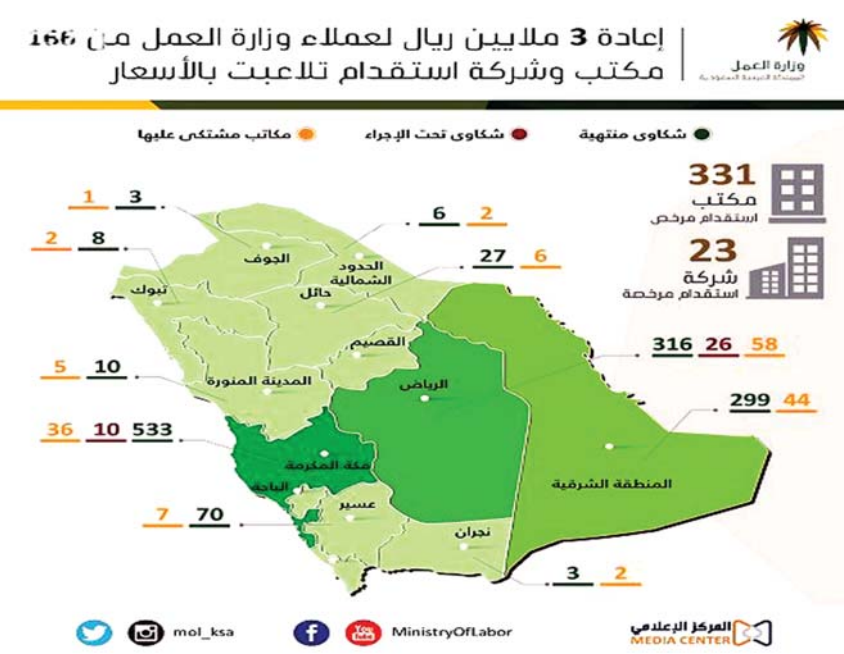 إعادة 3 ملايين ريال لعملاء وزارة العمل من 166
مكتب وشركة استقدام تلاعبت بالأسعار
وزارة العمل
المملكة العربية السعودية
شكاوى منتهية
شكاوى تحت الإجراء
مكاتب مشتكى عليها
331
مكتب
استقدام مرخص
23
شركة
استقدام مرخصة
1 3
6 2
2 8
27 6
الجوف
الحدود
الشمالية
تبوك
حائل
القصيم
316 26 58
5 10
المدينة المنورة
الرياض
299 44
36 10 533
مكة المكرمة
الباحة
المنطقة الشرقية
7 70
عسير
نجران
3 2
mol_ksa
MinistryOfLabor
You
المركز الإعلامي
MEDIA CENTER